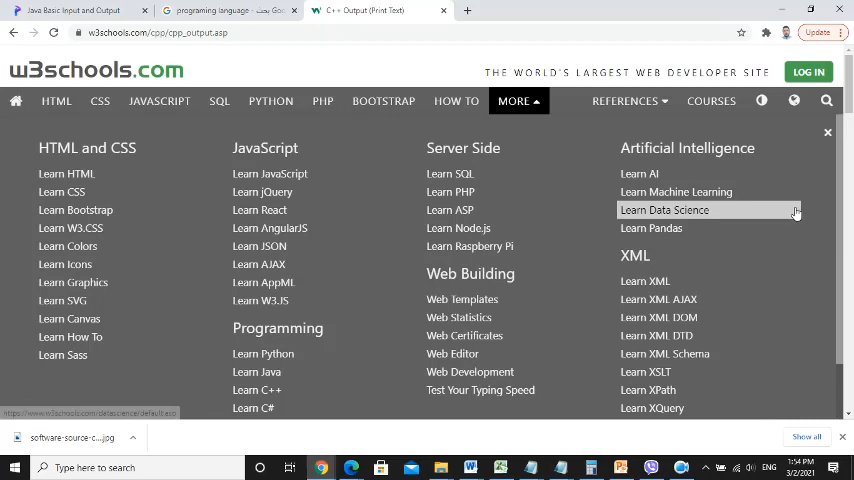 Java Basic Input and Output
programing language - بحث Goo
C++ Output (Print Text)
w3schools.com/cpp/cpp_output.asp
Update
w3schools.com
THE WORLD'S LARGEST WEB DEVELOPER SITE
LOG IN
HTML CSS JAVASCRIPT SQL PYTHON PHP BOOTSTRAP HOW TO MORE REFERENCES COURSES
HTML and CSS
Learn HTML
Learn CSS
Learn Bootstrap
Learn W3.CSS
Learn Colors
Learn Icons
Learn Graphics
Learn SVG
Learn Canvas
Learn How To
Learn Sass
JavaScript
Learn JavaScript
Learn jQuery
Learn React
Learn AngularJS
Learn JSON
Learn AJAX
Learn AppML
Learn W3.JS
Programming
Learn Python
Learn Java
Learn C++
Learn C#
Server Side
Learn SQL
Learn PHP
Learn ASP
Learn Node.js
Learn Raspberry Pi
Web Building
Web Templates
Web Statistics
Web Certificates
Web Editor
Web Development
Test Your Typing Speed
Artificial Intelligence
Learn AI
Learn Machine Learning
Learn Data Science
Learn Pandas
XML
Learn XML
Learn XML AJAX
Learn XML DOM
Learn XML DTD
Learn XML Schema
Learn XSLT
Learn XPath
Learn XQuery
https://www.w3schools.com/datascience/default.asp
software-source-c....jpg
Show all
Type here to search
ENG
1:54 PM
3/2/2021